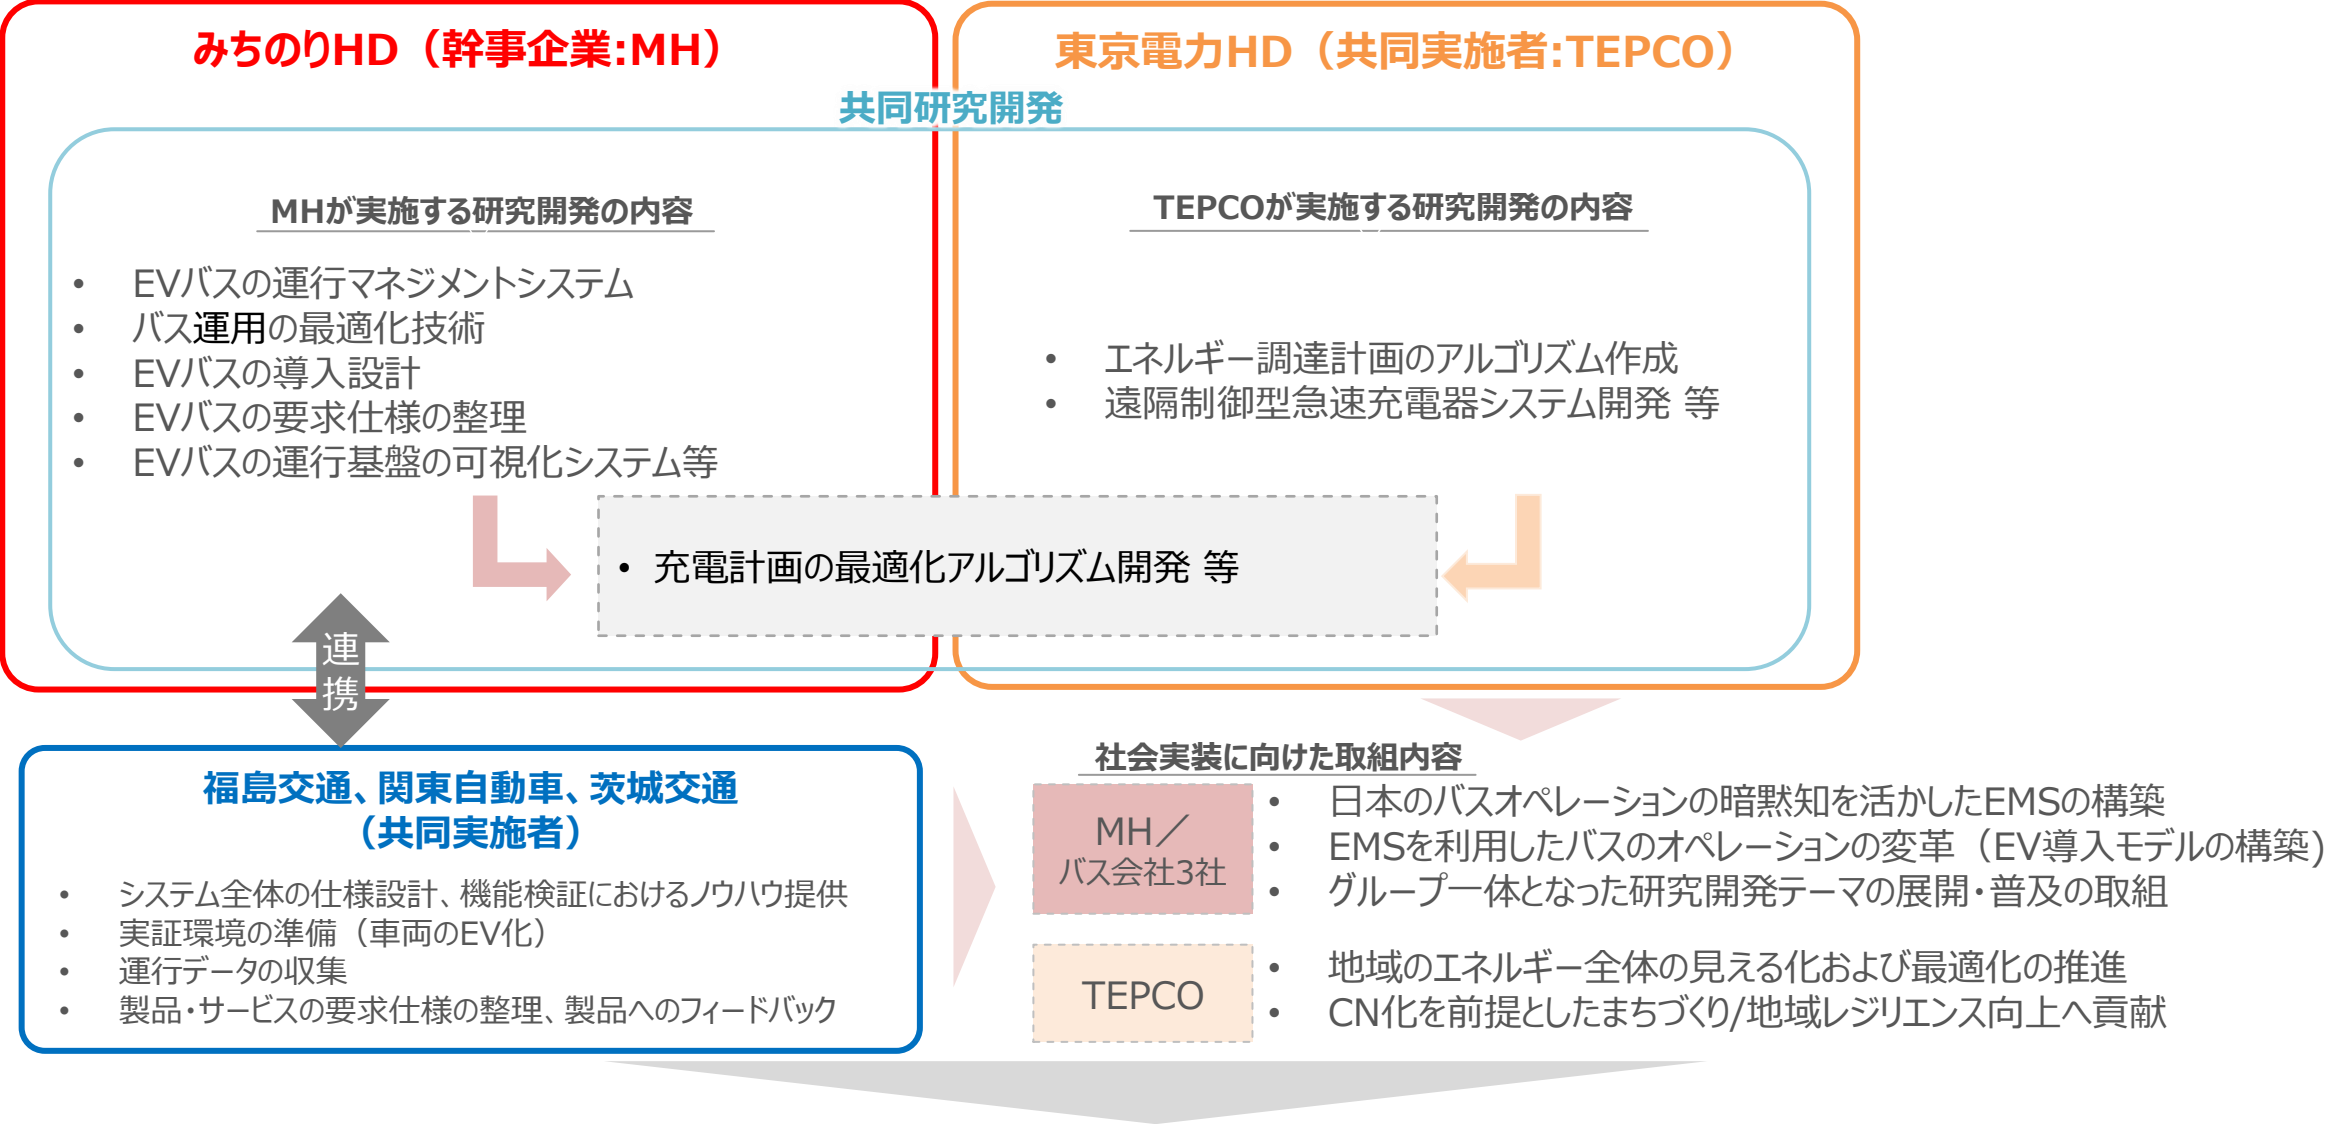 みちのりHD（幹事企業:MH）
東京電力HD（共同実施者:TEPCO）
共同研究開発
MHが実施する研究開発の内容
• EVバスの運行マネジメントシステム
• バス運用の最適化技術
• EVバスの導入設計
• EVバスの要求仕様の整理
• EVバスの運行基盤の可視化システム等
TEPCOが実施する研究開発の内容
• エネルギー調達計画のアルゴリズム作成
• 遠隔制御型急速充電器システム開発 等
• 充電計画の最適化アルゴリズム開発 等
連
携
福島交通、関東自動車、茨城交通
（共同実施者）
• システム全体の仕様設計、機能検証におけるノウハウ提供
• 実証環境の準備（車両のEV化）
• 運行データの収集
• 製品・サービスの要求仕様の整理、製品へのフィードバック
社会実装に向けた取組内容
MH／
バス会社3社
• 日本のバスオペレーションの暗黙知を活かしたEMSの構築
• EMSを利用したバスのオペレーションの変革（EV導入モデルの構築)
• グループ一体となった研究開発テーマの展開・普及の取組
TEPCO
• 地域のエネルギー全体の見える化および最適化の推進
• CN化を前提としたまちづくり/地域レジリエンス向上へ貢献